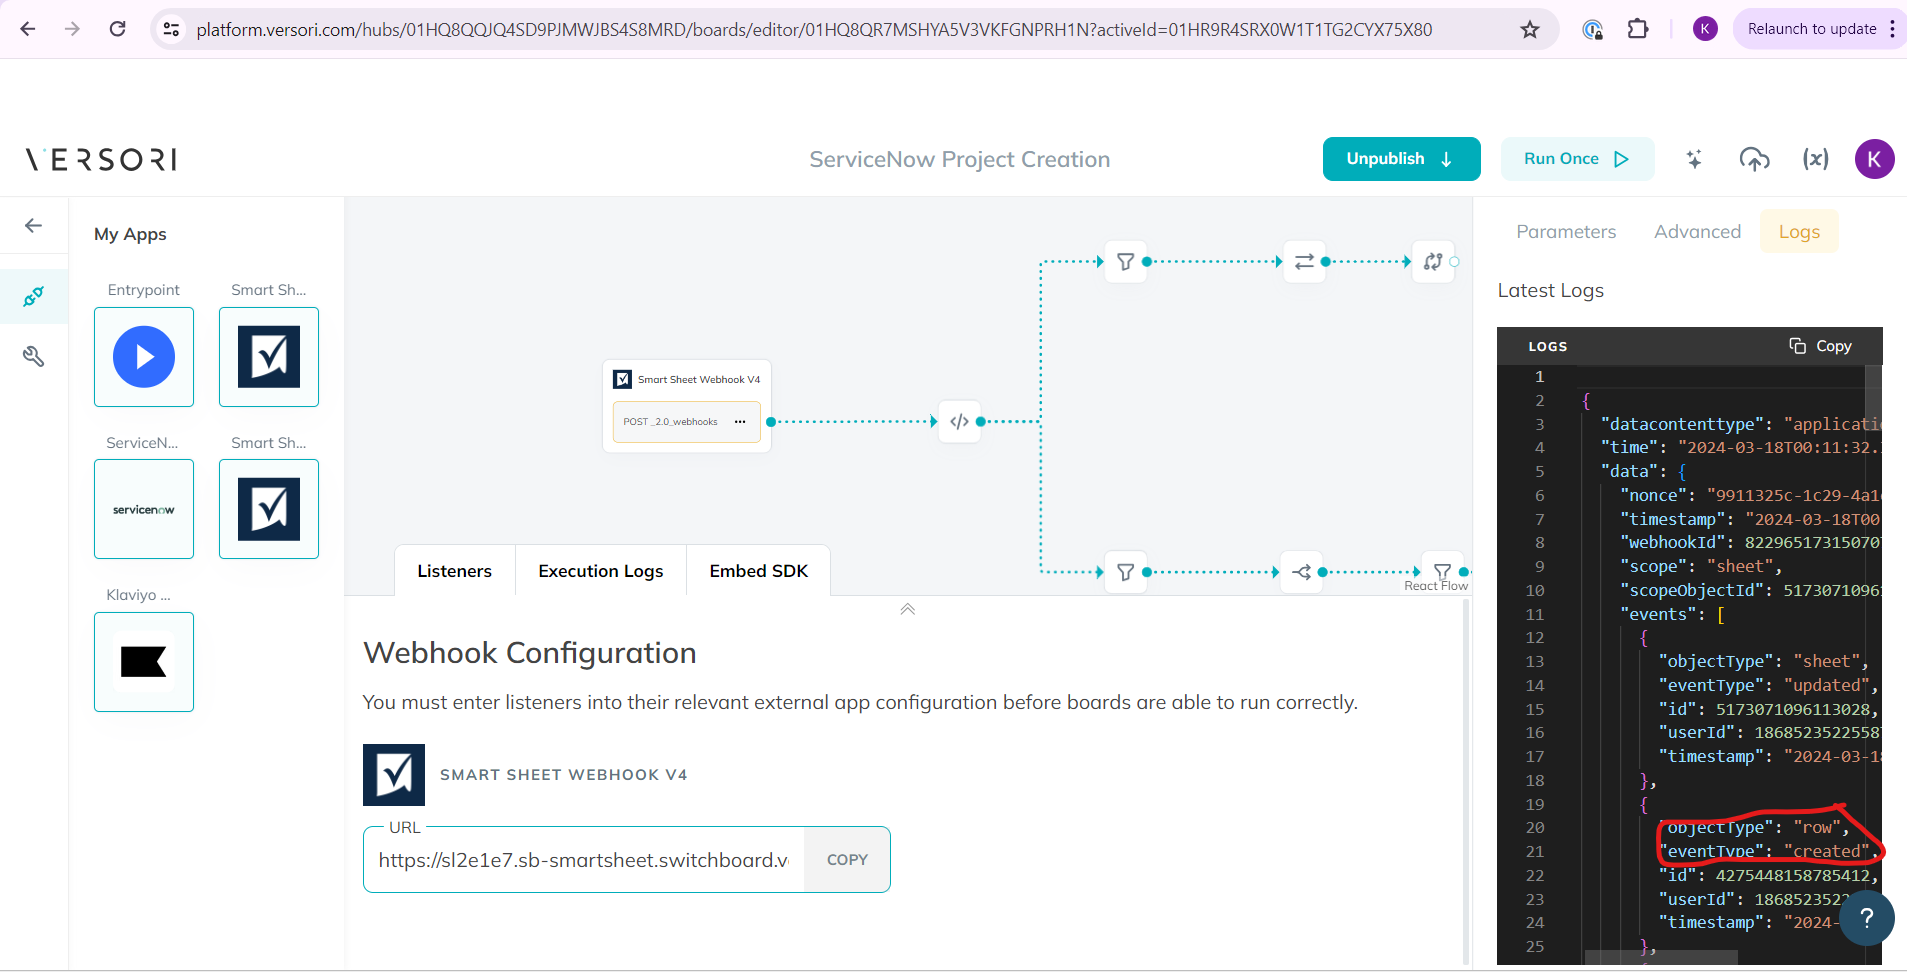 platform.versori.com/hubs/01HQ8QQJQ4SD9PJMWJBS4S8MRD/boards/editor/01HQ8QR7MSHYA5V3VKFGNPRH1N?activeId=01HR9R4SRX0W1T1TG2CYX75X80
K
Relaunch to update
VERSORI
ServiceNow Project Creation
Unpublish
Run Once
(x)
K
My Apps
Entrypoint
Smart Sh...
ServiceN...
servicenow
Smart Sh...
Klaviyo ...
Smart Sheet Webhook V4
POST _2.0_webhooks
...
</>
React Flow
Listeners
Execution Logs
Embed SDK
Webhook Configuration
You must enter listeners into their relevant external app configuration before boards are able to run correctly.
SMART SHEET WEBHOOK V4
URL
https://sl2e1e7.sb-smartsheet.switchboard.v
COPY
Parameters
Advanced
Logs
Latest Logs
LOGS
Copy
1
2 {
3 "datacontenttype": "applicatio
4 "time": "2024-03-18T00:11:32.
5 "data": {
6 "nonce": "9911325c-1c29-4a1
7 "timestamp": "2024-03-18T00
8 "webhookId": 82296517315070
9 "scope": "sheet",
10 "scopeObjectId": 51730710961
11 "events": [
12 {
13 "objectType": "sheet",
14 "eventType": "updated",
15 "id": 5173071096113028,
16 "userId": 1868523522558
17 "timestamp": "2024-03-18
18 },
19 {
20 "objectType": "row",
21 "eventType": "created",
22 "id": 4275448158785412,
23 "userId": 186852352
24 "timestamp": "2024-
25 },
?